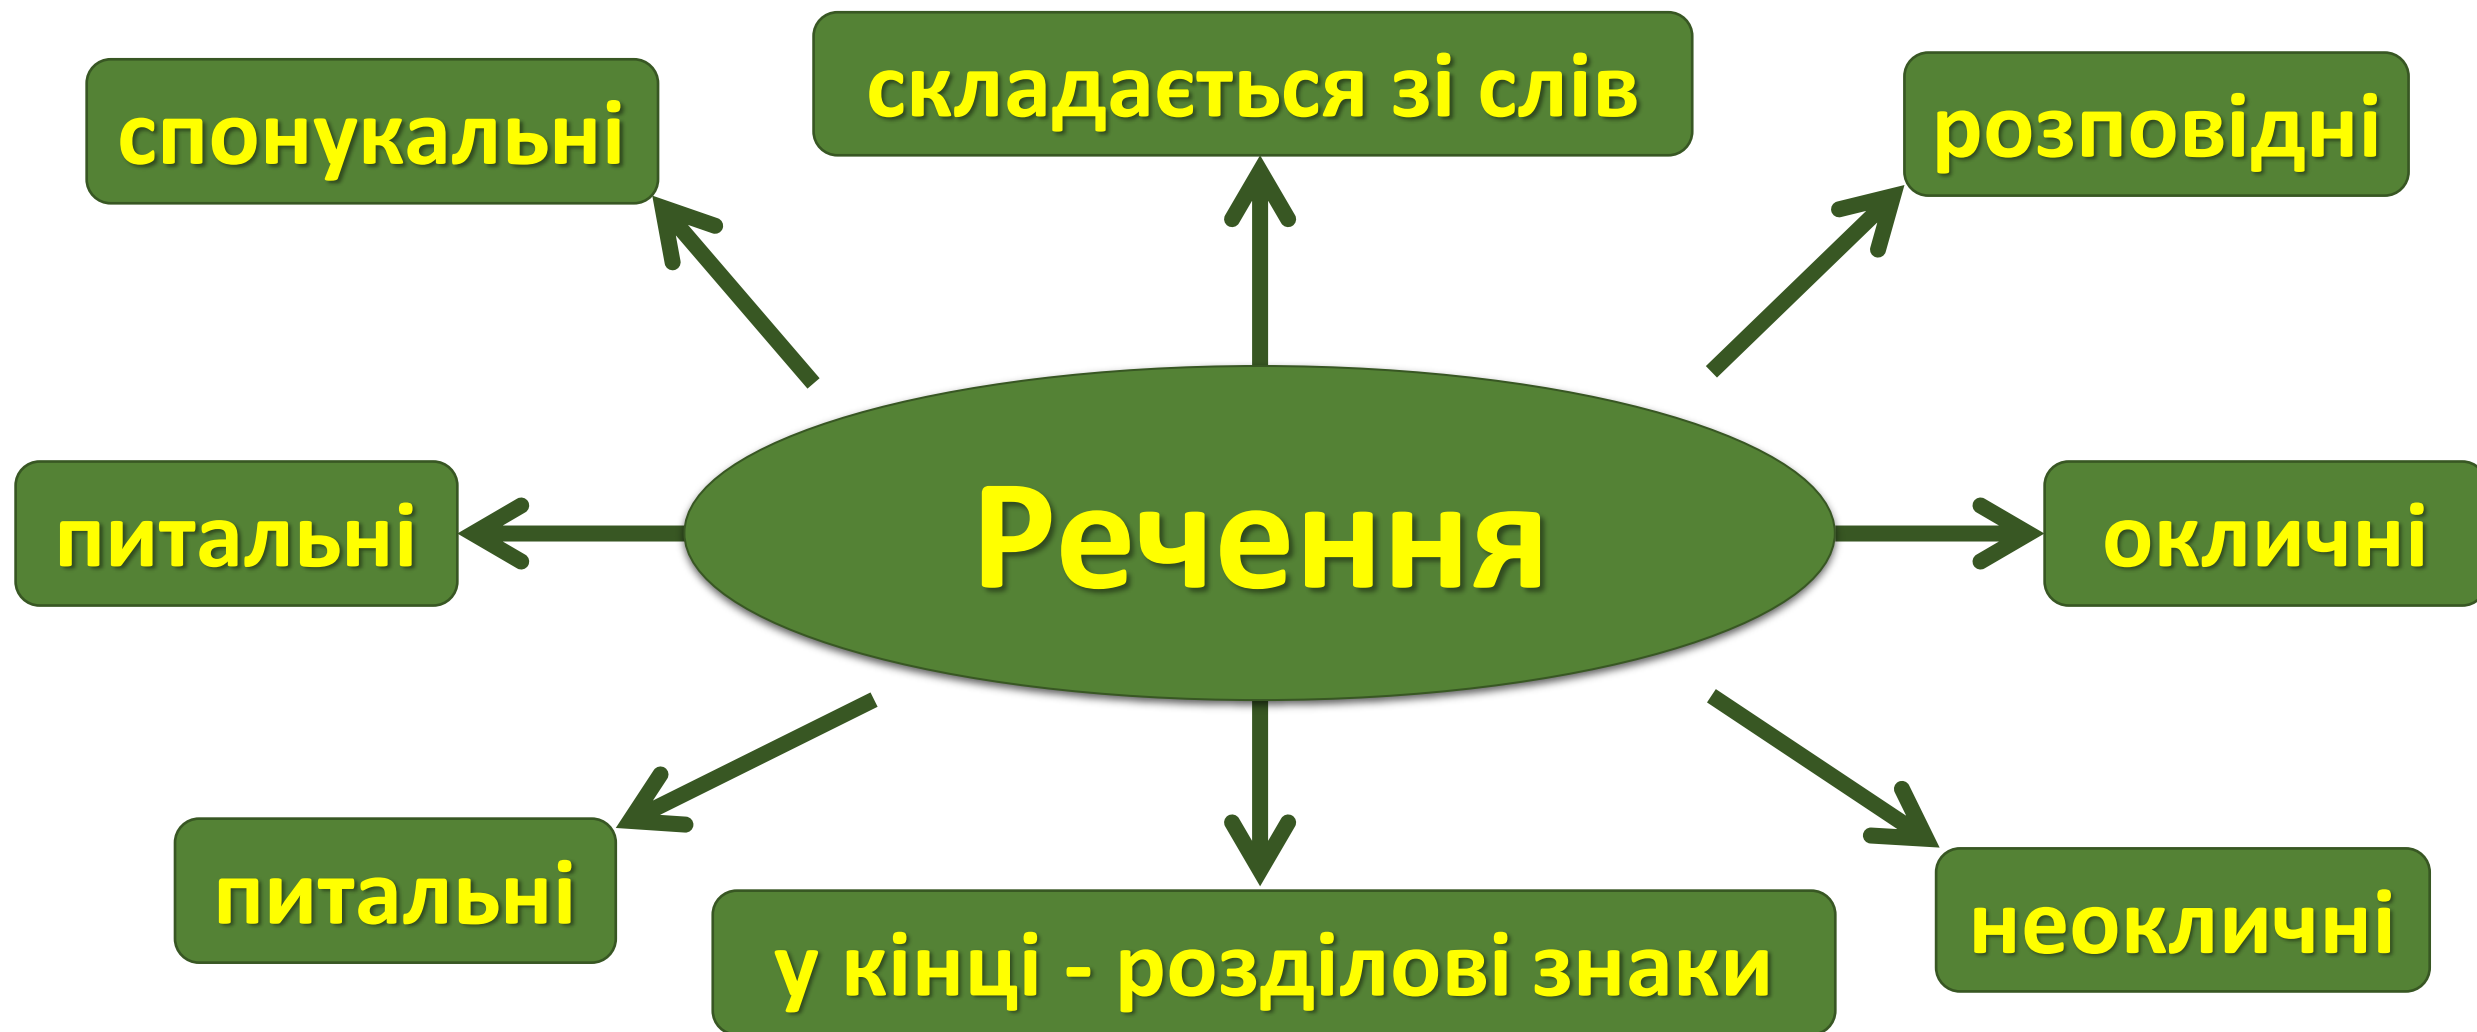 складається зі слів
спонукальні
розповідні
питальні
Речення
окличні
питальні
неокличні
у кінці - розділові знаки